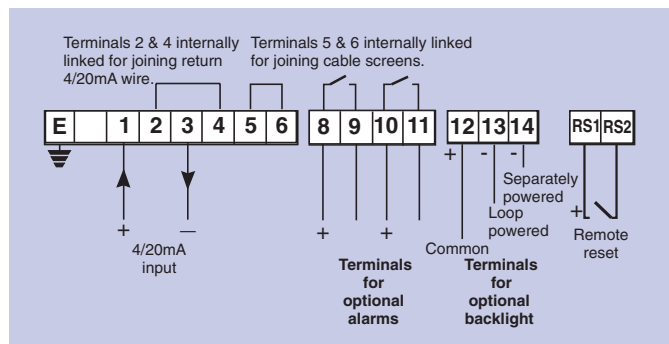 Terminals 2 & 4 internally
linked for joining return
4/20mA wire.
Terminals 5 & 6 internally linked
for joining cable screens.
E 1 2 3 4 5 6
8 9 10 11
12 13 14
RS1 RS2
+ - -
+ —
4/20mA
input
+ +
Separately
powered
Loop
powered
Common
+
Remote
reset
Terminals
for
optional
alarms
Terminals
for
optional
backlight